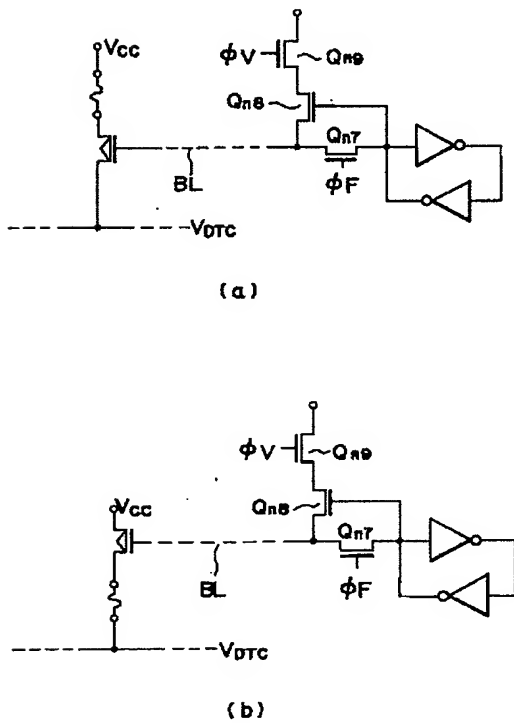 VCC
φV
Qn9
Qn8
Qn7
BL
φF
VDTC
(a)
φV
Qn9
VCC
Qn8
Qn7
BL
φF
VDTC
(b)